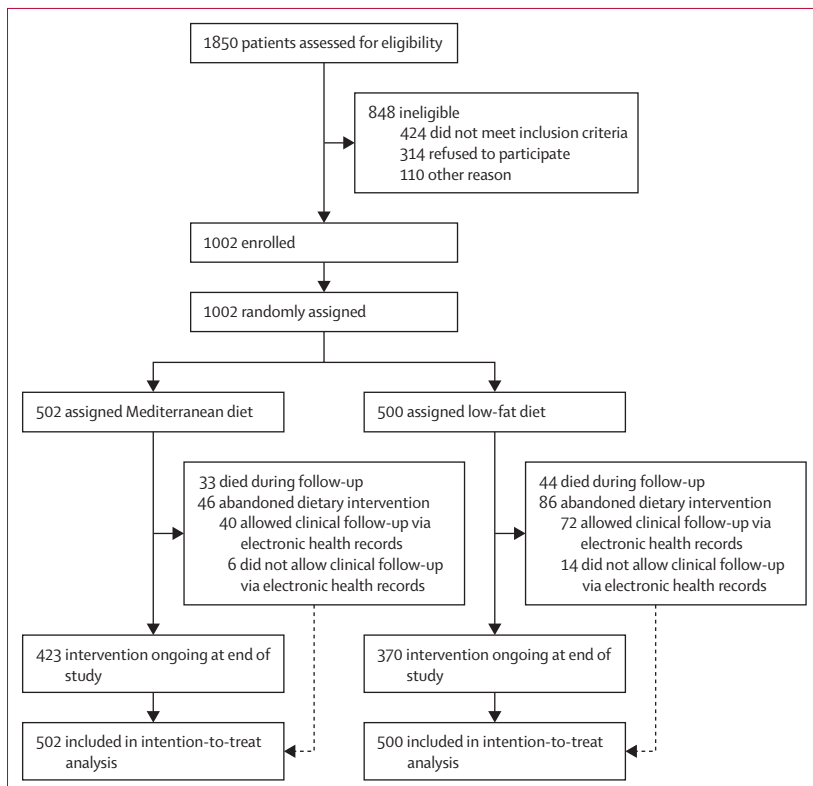 1850 patients assessed for eligibility
848 ineligible
424 did not meet inclusion criteria
314 refused to participate
110 other reason
1002 enrolled
1002 randomly assigned
502 assigned Mediterranean diet
500 assigned low-fat diet
33 died during follow-up
46 abandoned dietary intervention
40 allowed clinical follow-up via
electronic health records
6 did not allow clinical follow-up
via electronic health records
44 died during follow-up
86 abandoned dietary intervention
72 allowed clinical follow-up via
electronic health records
14 did not allow clinical follow-up
via electronic health records
423 intervention ongoing at end of
study
370 intervention ongoing at end of
study
502 included in intention-to-treat
analysis
500 included in intention-to-treat
analysis